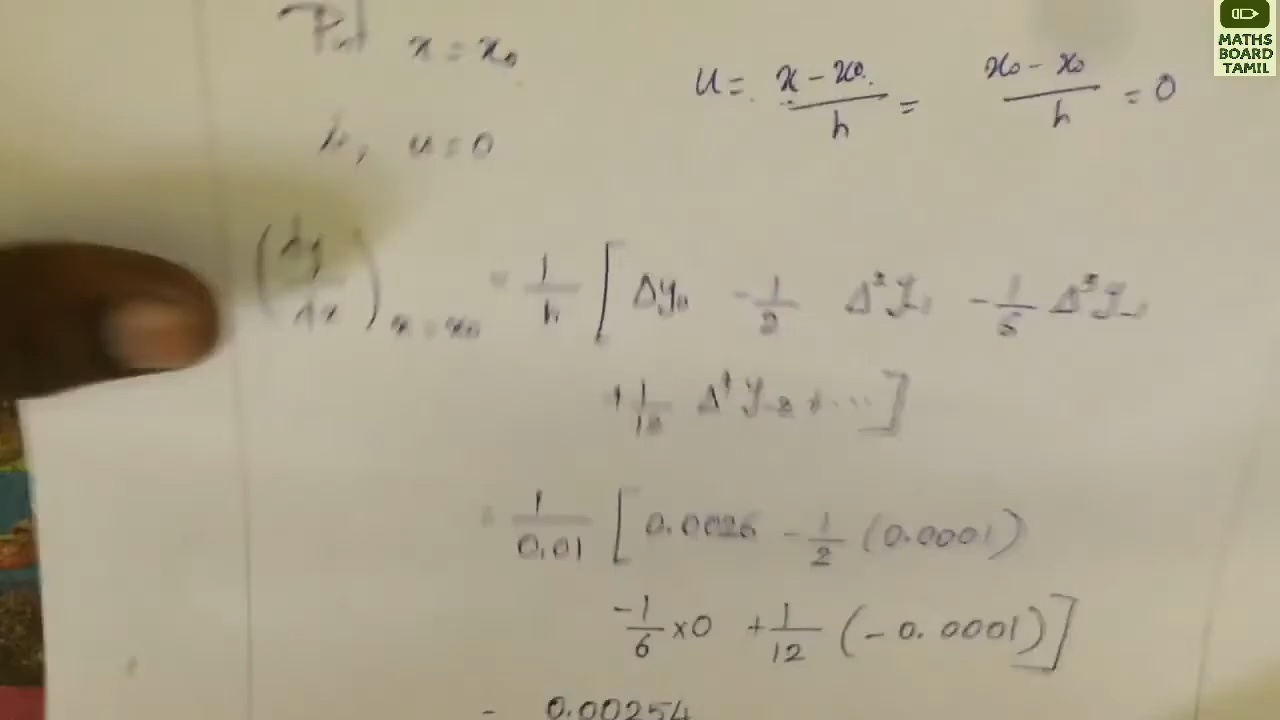 Put x = x₀
u = (x - x₀)/h = (x₀ - x₀)/h = 0
u = 0
(dy/dx)ₓ₌ₓ₀ = 1/h [ Δy₀ - 1/2 Δ²y₋₁ - 1/6 Δ³y₋₁
+ 1/12 Δ⁴y₋₂ + ... ]
= 1/0.01 [ 0.0026 - 1/2 (0.0001)
-1/6 × 0 + 1/12 (-0.0001) ]
= 0.00254
MATHS
BOARD
TAMIL